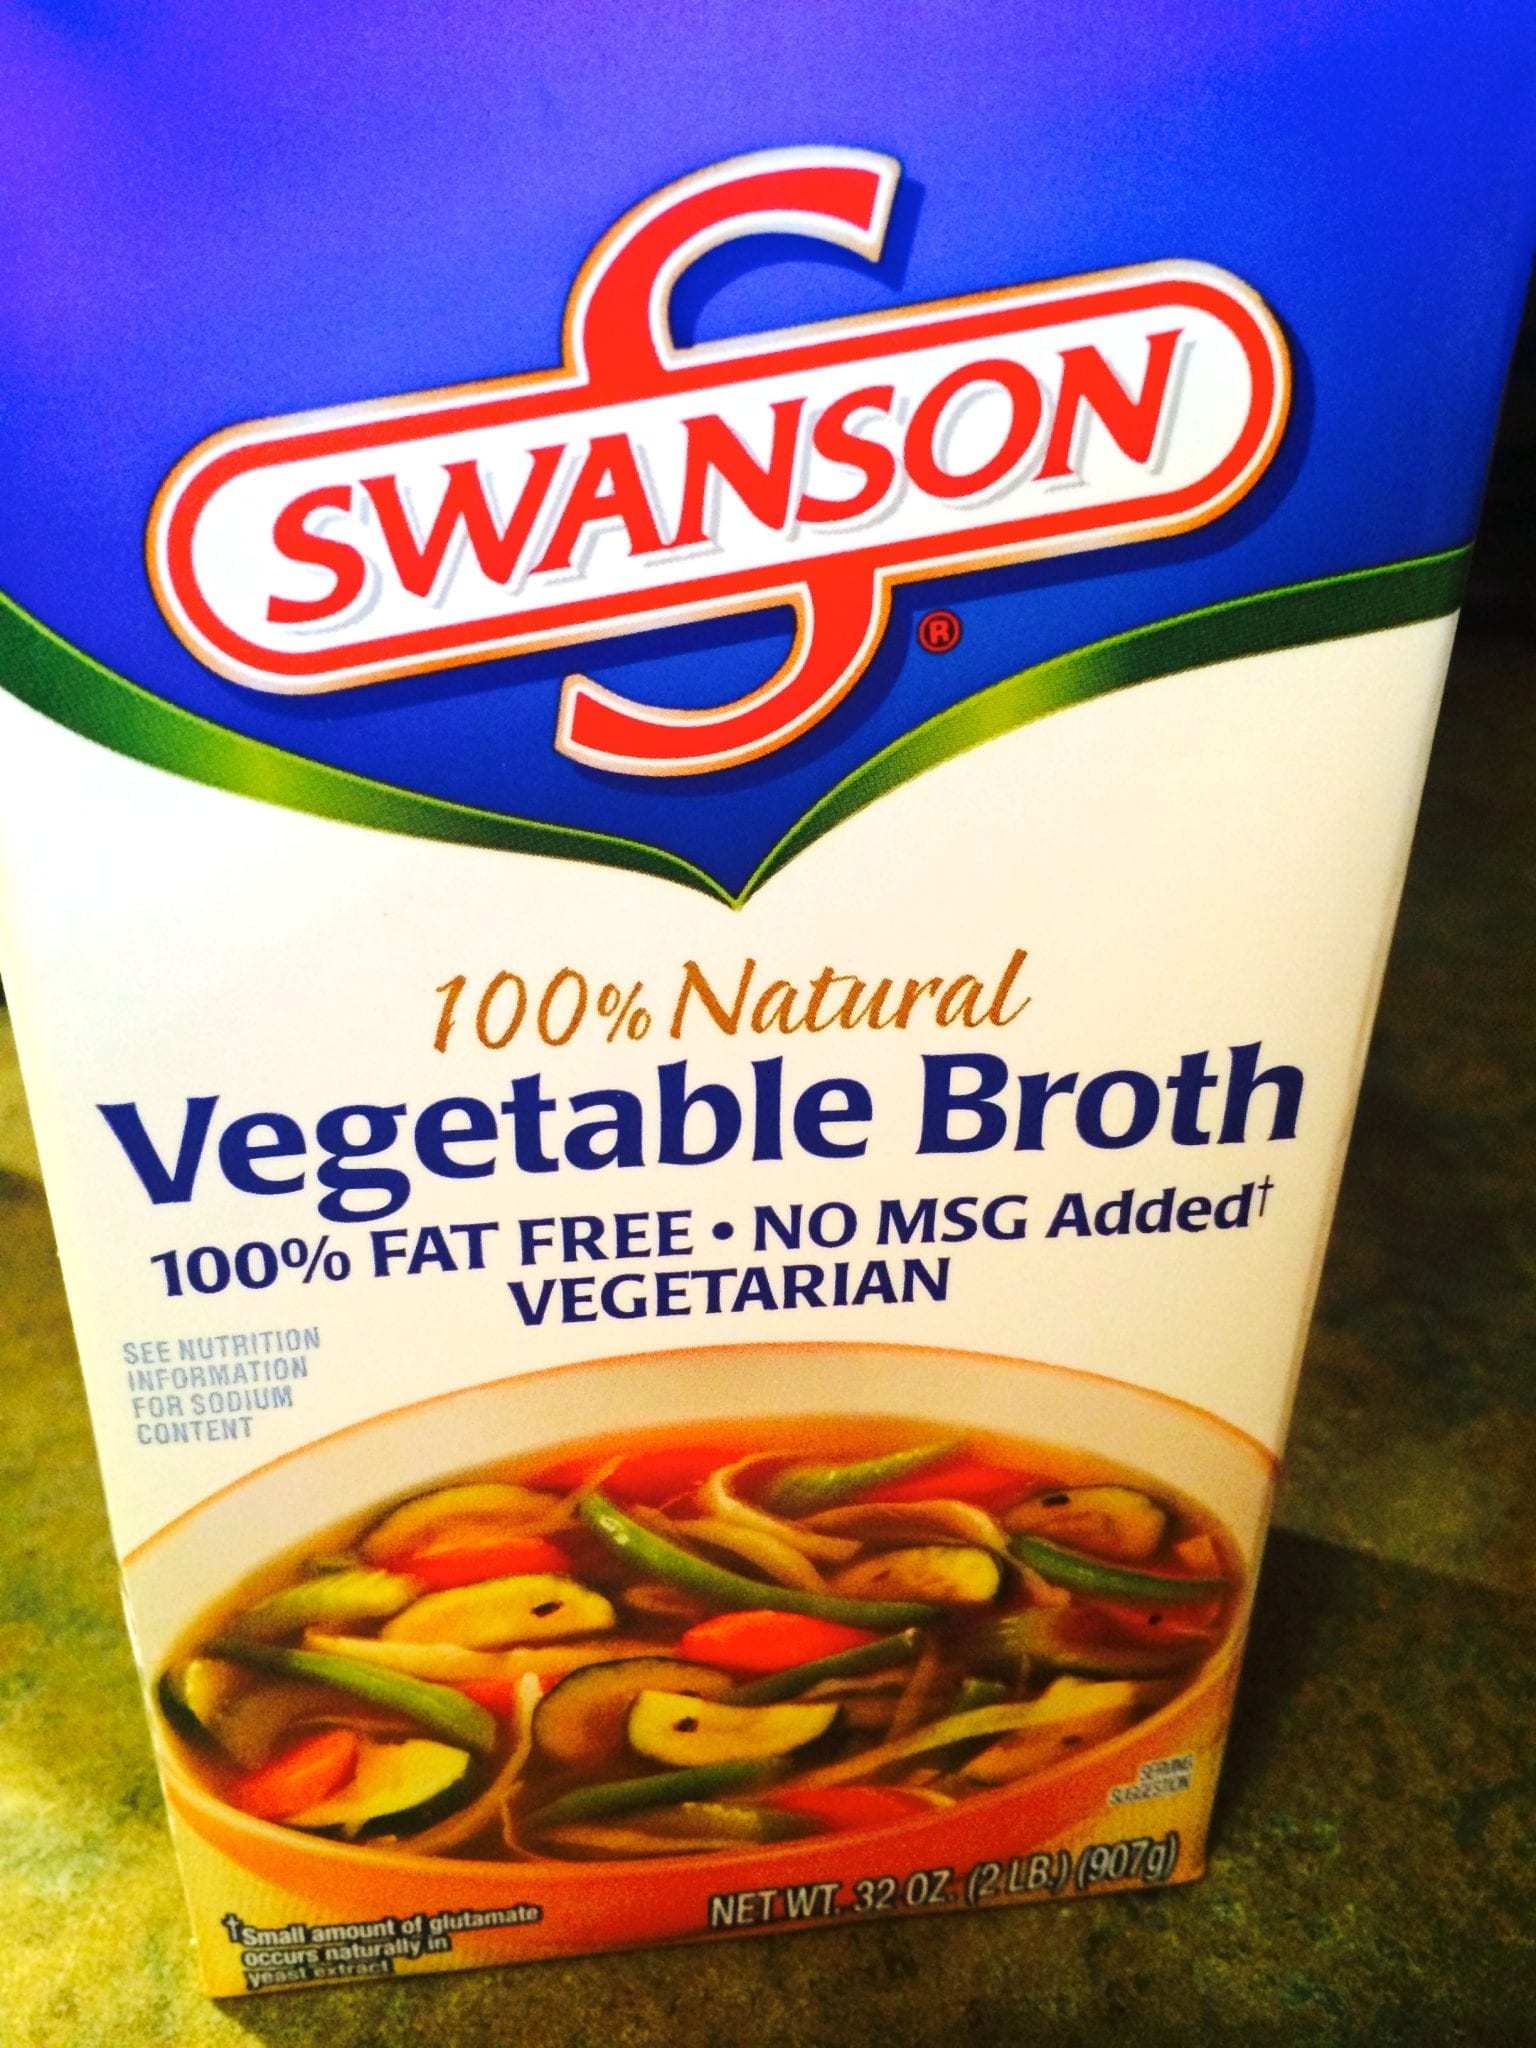 SWANSON
®
100% Natural
Vegetable Broth
100% FAT FREE • NO MSG Added†
VEGETARIAN
SEE NUTRITION
INFORMATION
FOR SODIUM
CONTENT
SERVING
SUGGESTION
NET WT. 32 OZ. (2 LB.) (907g)
†Small amount of glutamate
occurs naturally in
yeast extract